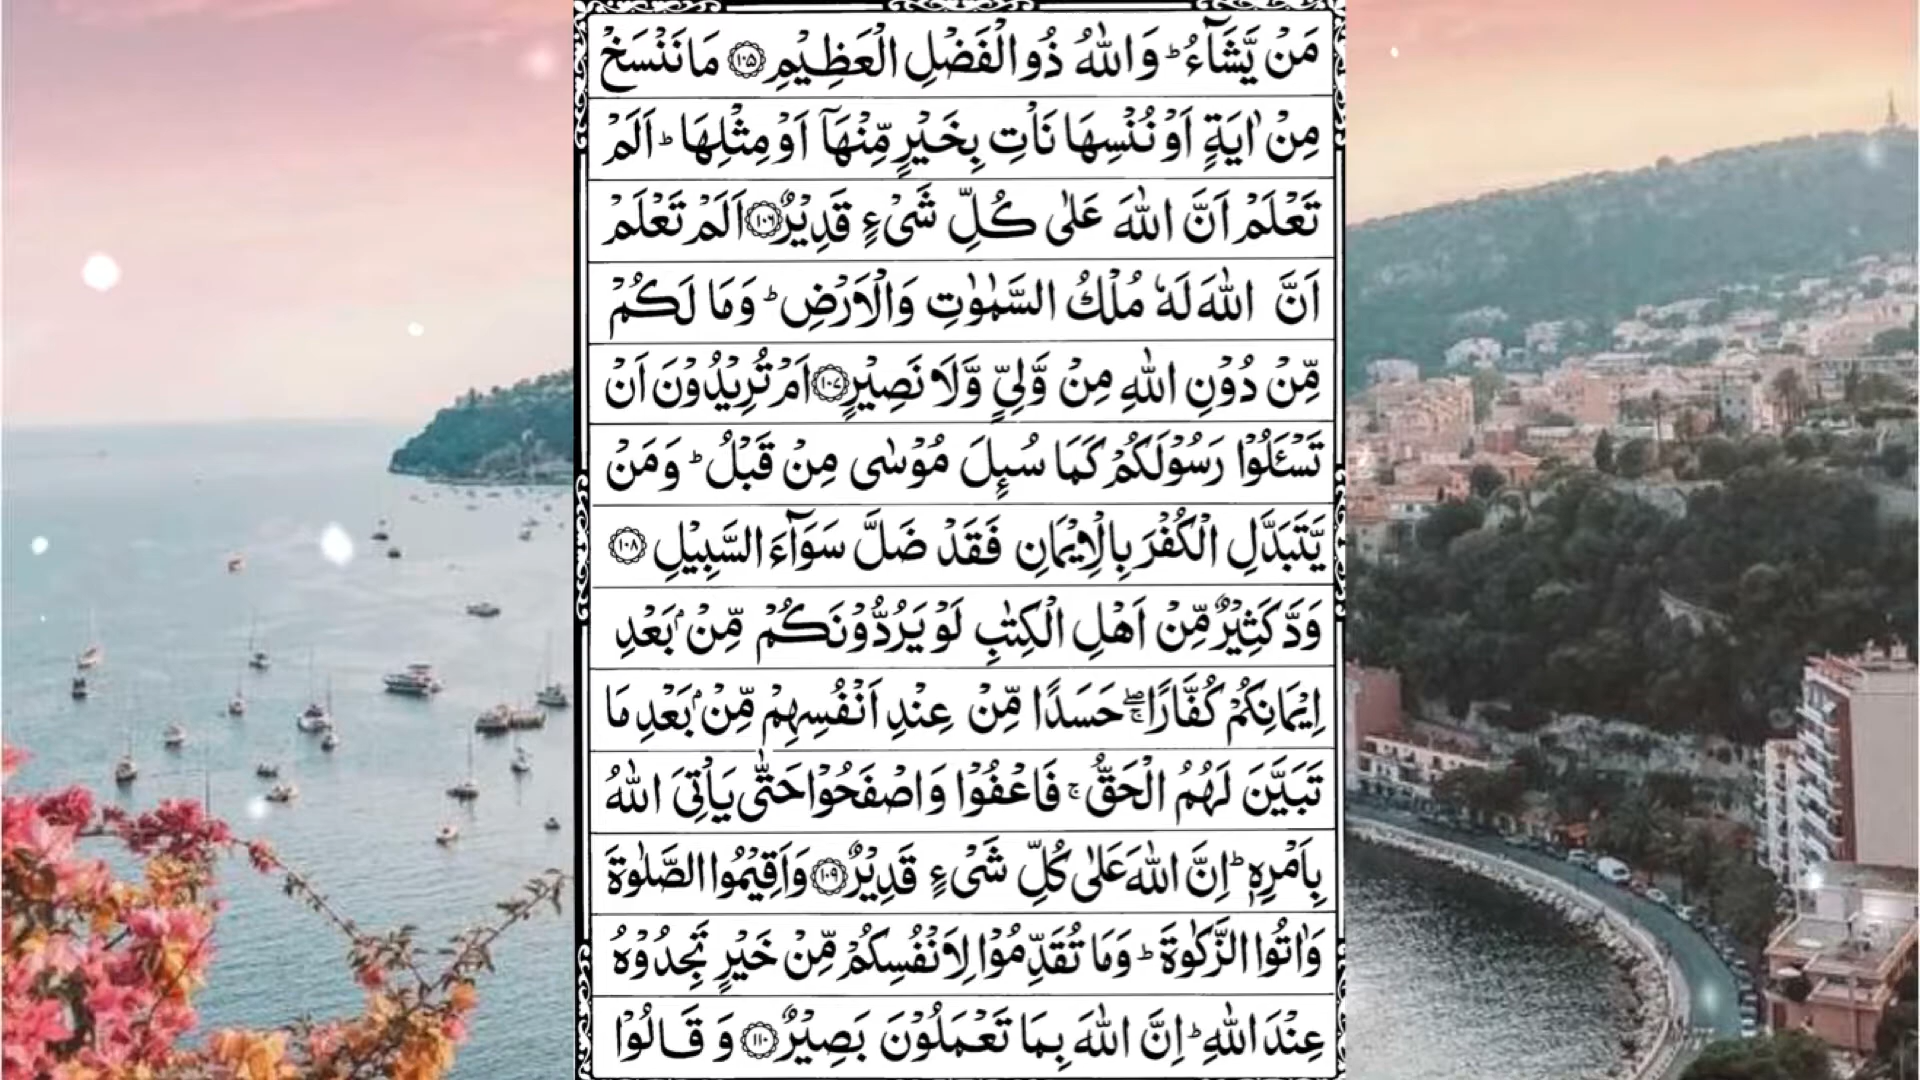 مَنْ يَّشَآءُ ؕ وَاللّٰهُ ذُو الْفَضْلِ الْعَظِيْمِ ۝۱۰۵ مَا نَنْسَخْ
مِنْ اٰيَةٍ اَوْ نُنْسِهَا نَاْتِ بِخَيْرٍ مِّنْهَآ اَوْ مِثْلِهَا ؕ اَلَمْ
تَعْلَمْ اَنَّ اللّٰهَ عَلٰى كُلِّ شَىْءٍ قَدِيْرٌ ۝۱۰۶ اَلَمْ تَعْلَمْ
اَنَّ اللّٰهَ لَهٗ مُلْكُ السَّمٰوٰتِ وَالْاَرْضِ ؕ وَمَا لَكُمْ
مِّنْ دُوْنِ اللّٰهِ مِنْ وَّلِيٍّ وَّلَا نَصِيْرٍ ۝۱۰۷ اَمْ تُرِيْدُوْنَ اَنْ
تَسْـَٔلُوْا رَسُوْلَكُمْ كَمَا سُئِلَ مُوْسٰى مِنْ قَبْلُ ؕ وَمَنْ
يَّتَبَدَّلِ الْكُفْرَ بِالْاِيْمَانِ فَقَدْ ضَلَّ سَوَآءَ السَّبِيْلِ ۝۱۰۸
وَدَّ كَثِيْرٌ مِّنْ اَهْلِ الْكِتٰبِ لَوْ يَرُدُّوْنَكُمْ مِّنْۢ بَعْدِ
اِيْمَانِكُمْ كُفَّارًا ۖۚ حَسَدًا مِّنْ عِنْدِ اَنْفُسِهِمْ مِّنْۢ بَعْدِ مَا
تَبَيَّنَ لَهُمُ الْحَقُّ ۚ فَاعْفُوْا وَاصْفَحُوْا حَتّٰى يَاْتِىَ اللّٰهُ
بِاَمْرِهٖ ؕ اِنَّ اللّٰهَ عَلٰى كُلِّ شَىْءٍ قَدِيْرٌ ۝۱۰۹ وَاَقِيْمُوا الصَّلٰوةَ
وَاٰتُوا الزَّكٰوةَ ؕ وَمَا تُقَدِّمُوْا لِاَنْفُسِكُمْ مِّنْ خَيْرٍ تَجِدُوْهُ
عِنْدَ اللّٰهِ ؕ اِنَّ اللّٰهَ بِمَا تَعْمَلُوْنَ بَصِيْرٌ ۝۱۱۰ وَقَالُوْا